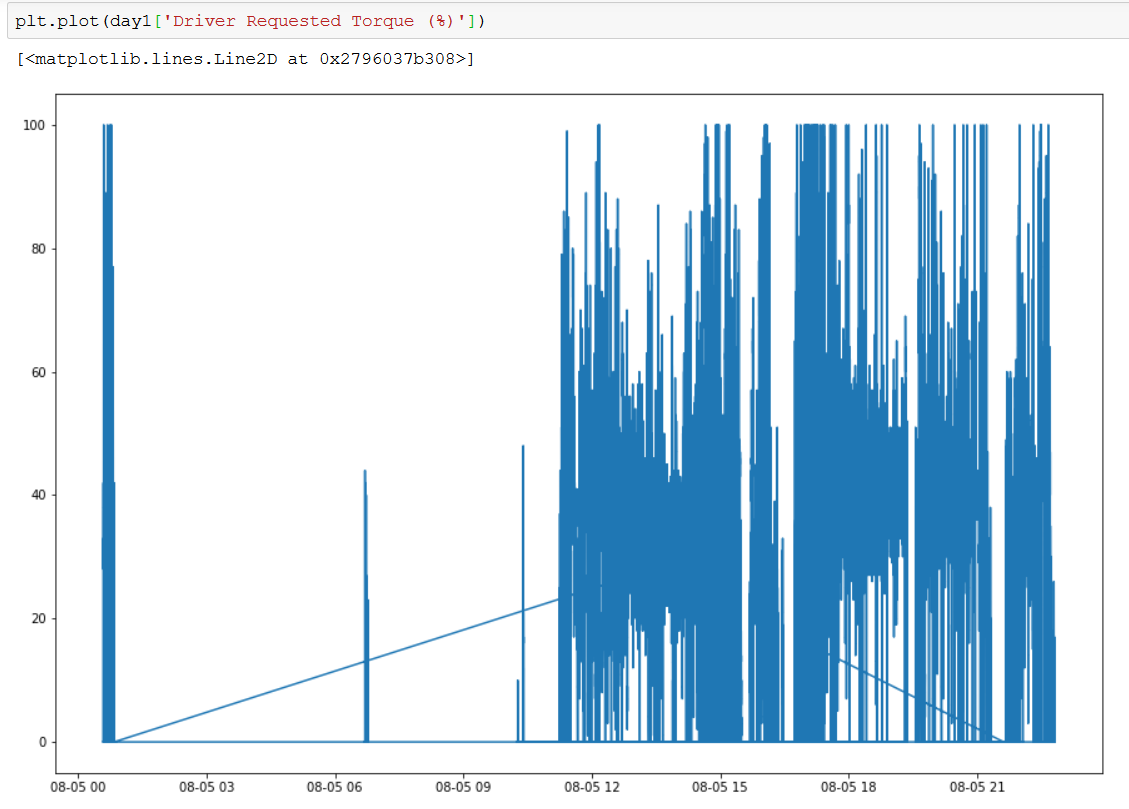 plt.plot(day1['Driver Requested Torque (%)'])
[<matplotlib.lines.Line2D at 0x2796037b308>]
100
80
60
40
20
0
08-05 00 08-05 03 08-05 06 08-05 09 08-05 12 08-05 15 08-05 18 08-05 21